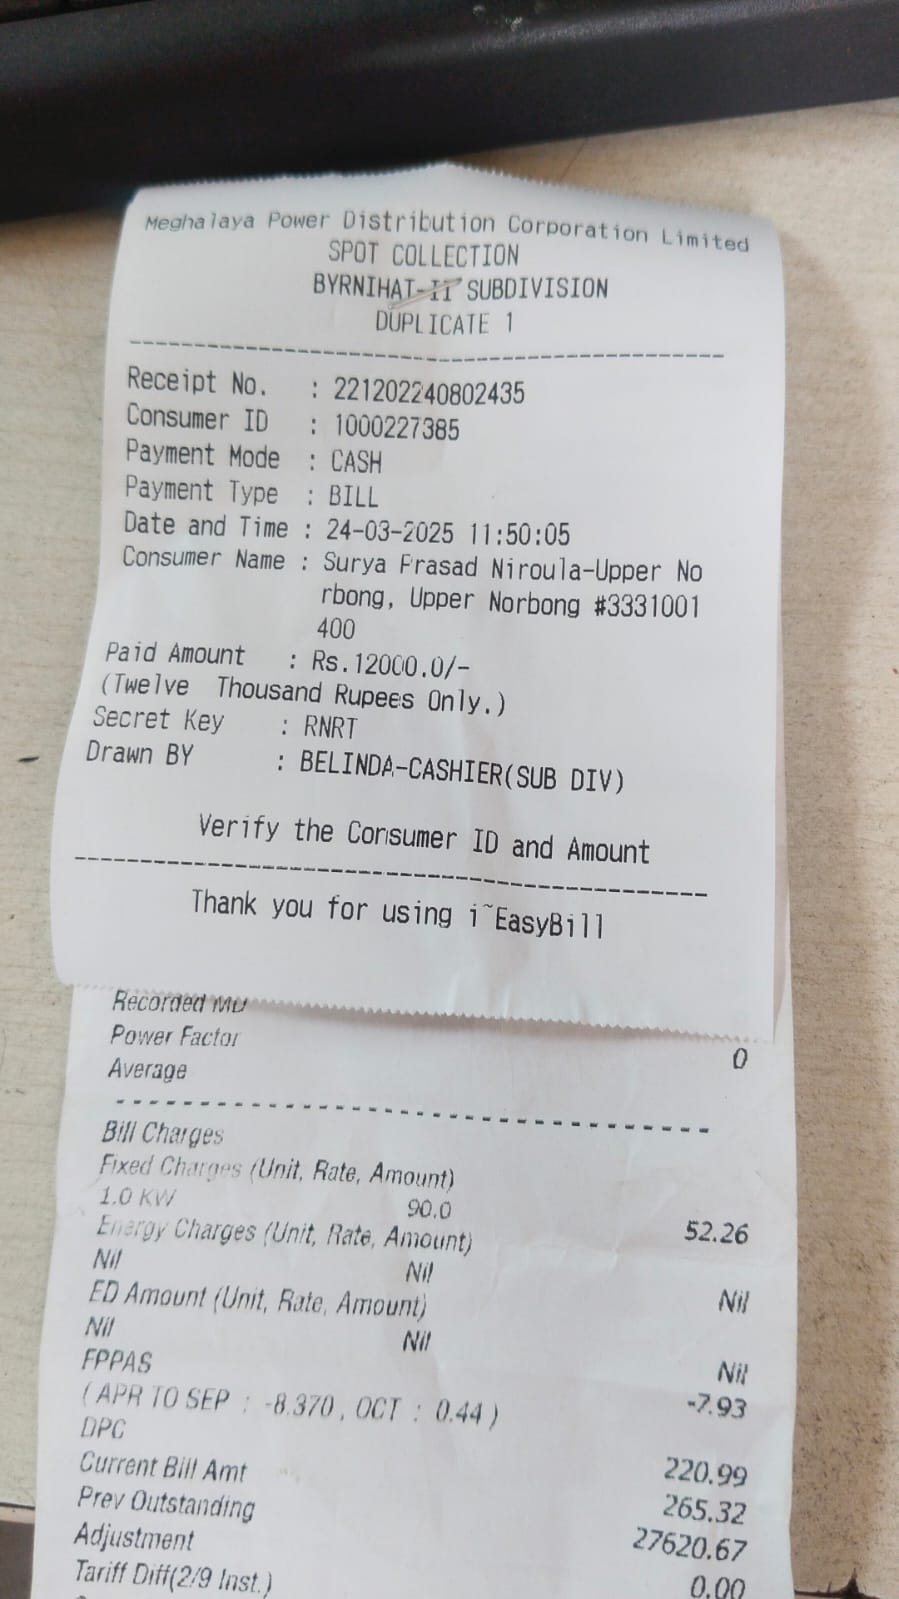 Meghalaya Power Distribution Corporation Limited
SPOT COLLECTION
BYRNIHAT-II SUBDIVISION
DUPLICATE 1
Receipt No. : 221202240802435
Consumer ID : 1000227385
Payment Mode : CASH
Payment Type : BILL
Date and Time : 24-03-2025 11:50:05
Consumer Name : Surya Prasad Niroula-Upper No
rbong, Upper Norbong #3331001
400
Paid Amount : Rs.12000.0/-
(Twelve Thousand Rupees Only.)
Secret Key : RNRT
Drawn BY : BELINDA-CASHIER(SUB DIV)
Verify the Consumer ID and Amount
Thank you for using i~EasyBill
Recorded MD
Power Factor
Average 0
Bill Charges
Fixed Charges (Unit, Rate, Amount)
1.0 KW 90.0 52.26
Energy Charges (Unit, Rate, Amount)
Nil Nil Nil
ED Amount (Unit, Rate, Amount)
Nil Nil Nil
FPPAS -7.93
( APR TO SEP : -8.370 , OCT : 0.44 )
DPC 220.99
Current Bill Amt 265.32
Prev Outstanding 27620.67
Adjustment 0.00
Tariff Diff(2/9 Inst.)